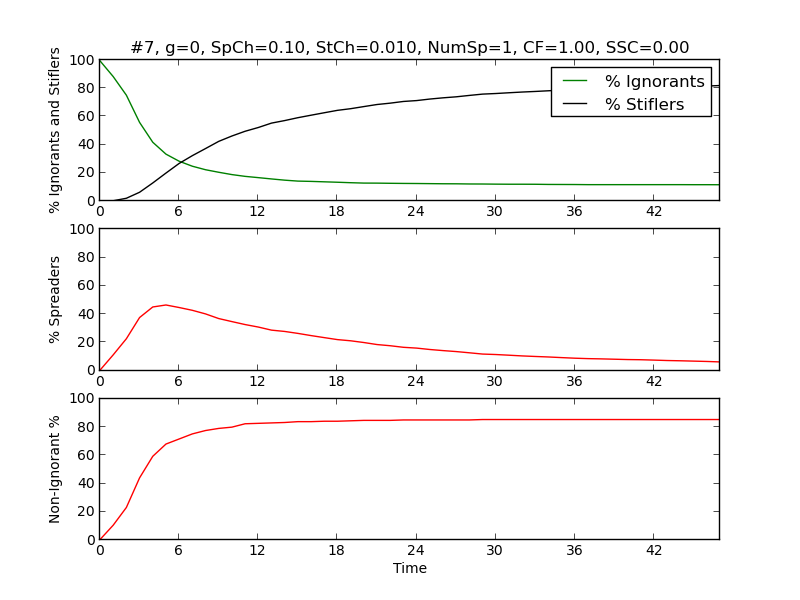 #7, g=0, SpCh=0.10, StCh=0.010, NumSp=1, CF=1.00, SSC=0.00
% Ignorants and Stiflers
100
80
60
40
20
0
% Ignorants
% Stiflers
0 6 12 18 24 30 36 42
% Spreaders
100
80
60
40
20
0
0 6 12 18 24 30 36 42
Non-Ignorant %
100
80
60
40
20
0
0 6 12 18 24 30 36 42
Time